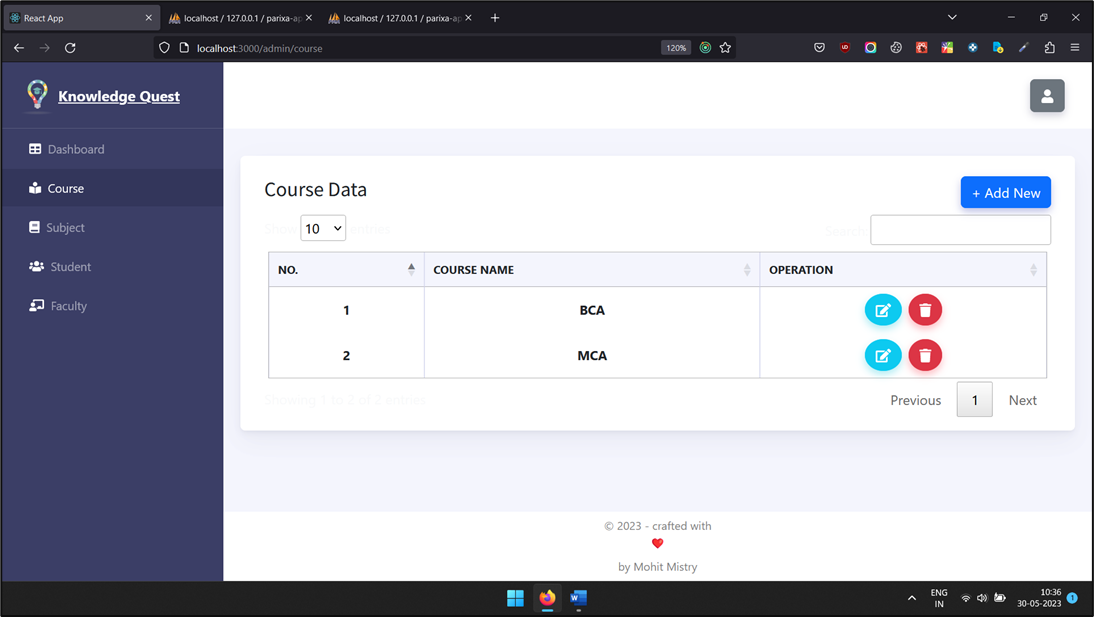 React App
localhost / 127.0.0.1 / parixa-ap
localhost / 127.0.0.1 / parixa-ap
localhost:3000/admin/course
120%
Knowledge Quest
Dashboard
Course
Subject
Student
Faculty
Course Data
+ Add New
Show 10 entries
Search:
NO. COURSE NAME OPERATION
1 BCA
2 MCA
Showing 1 to 2 of 2 entries
Previous 1 Next
© 2023 - crafted with
by Mohit Mistry
ENG
IN
10:36
30-05-2023
1